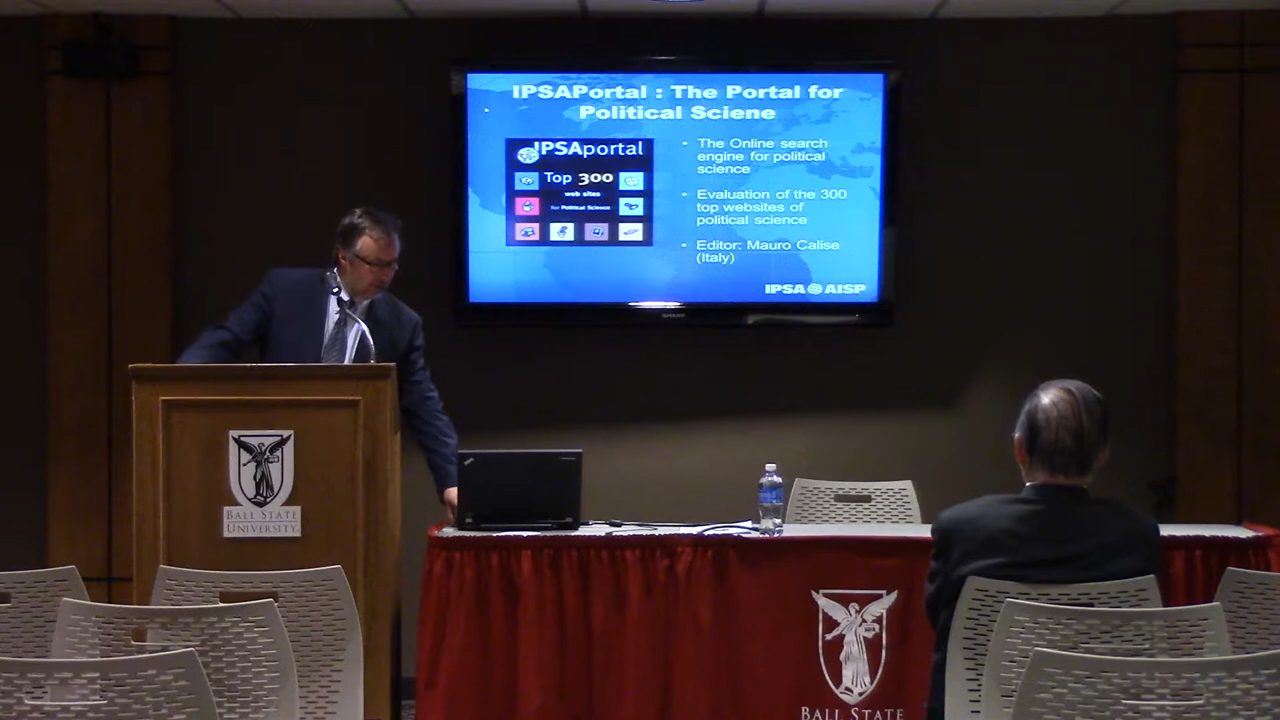 IPSAPortal : The Portal for
Political Sciene
IPSAportal
Top 300
web sites
for Political Science
• The Online search
engine for political
science
• Evaluation of the 300
top websites of
political science
• Editor: Mauro Calise
(Italy)
IPSA AISP
SHARP
BALL STATE
UNIVERSITY
BALL STATE